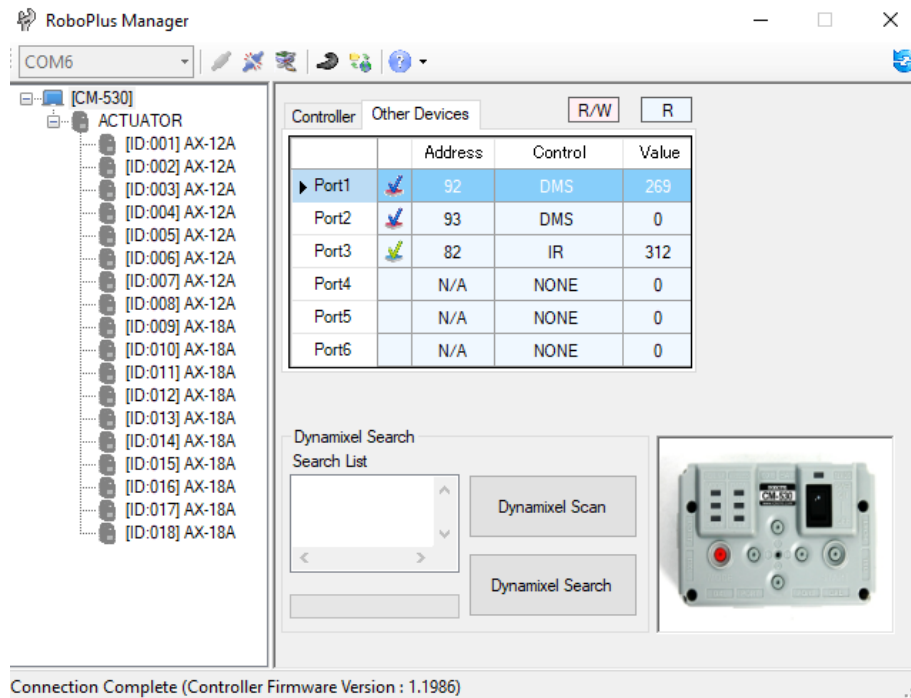 RoboPlus Manager
COM6
[CM-530]
ACTUATOR
[ID:001] AX-12A
[ID:002] AX-12A
[ID:003] AX-12A
[ID:004] AX-12A
[ID:005] AX-12A
[ID:006] AX-12A
[ID:007] AX-12A
[ID:008] AX-12A
[ID:009] AX-18A
[ID:010] AX-18A
[ID:011] AX-18A
[ID:012] AX-18A
[ID:013] AX-18A
[ID:014] AX-18A
[ID:015] AX-18A
[ID:016] AX-18A
[ID:017] AX-18A
[ID:018] AX-18A
Controller Other Devices R/W R
Address Control Value
Port1 92 DMS 269
Port2 93 DMS 0
Port3 82 IR 312
Port4 N/A NONE 0
Port5 N/A NONE 0
Port6 N/A NONE 0
Dynamixel Search
Search List
Dynamixel Scan
Dynamixel Search
CM-530
Connection Complete (Controller Firmware Version : 1.1986)